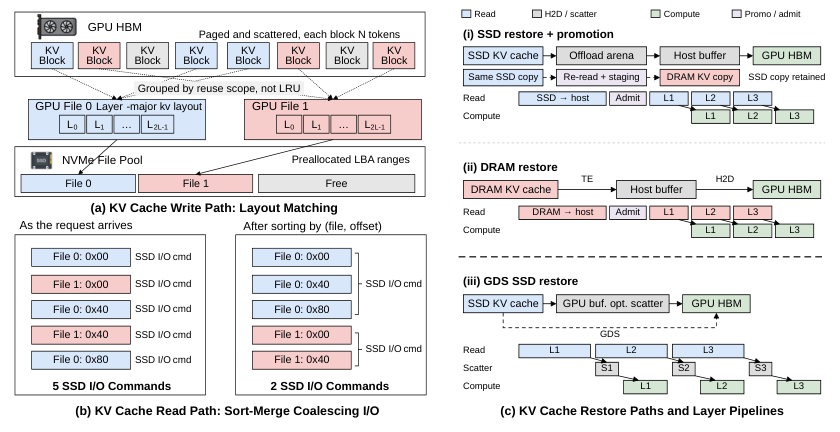 GPU HBM
Paged and scattered, each block N tokens
KV Block KV Block KV Block KV Block KV Block KV Block KV Block KV Block
Grouped by reuse scope, not LRU
GPU File 0 Layer -major kv layout
L0 L1 ... L2L-1
GPU File 1
L0 L1 ... L2L-1
SSD
NVMe File Pool
Preallocated LBA ranges
File 0 File 1 Free
(a) KV Cache Write Path: Layout Matching
As the request arrives
File 0: 0x00 SSD I/O cmd
File 1: 0x00 SSD I/O cmd
File 0: 0x40 SSD I/O cmd
File 1: 0x40 SSD I/O cmd
File 0: 0x80 SSD I/O cmd
5 SSD I/O Commands
After sorting by (file, offset)
File 0: 0x00
File 0: 0x40 SSD I/O cmd
File 0: 0x80
File 1: 0x00
SSD I/O cmd
File 1: 0x40
2 SSD I/O Commands
(b) KV Cache Read Path: Sort-Merge Coalescing I/O
Read H2D / scatter Compute Promo / admit
(i) SSD restore + promotion
SSD KV cache Offload arena Host buffer GPU HBM
Same SSD copy Re-read + staging DRAM KV copy SSD copy retained
Read SSD → host Admit L1 L2 L3
Compute L1 L2 L3
(ii) DRAM restore
TE H2D
DRAM KV cache Host buffer GPU HBM
Read DRAM → host Admit L1 L2 L3
Compute L1 L2 L3
(iii) GDS SSD restore
SSD KV cache GPU buf. opt. scatter GPU HBM
GDS
Read L1 L2 L3
Scatter S1 S2 S3
Compute L1 L2 L3
(c) KV Cache Restore Paths and Layer Pipelines